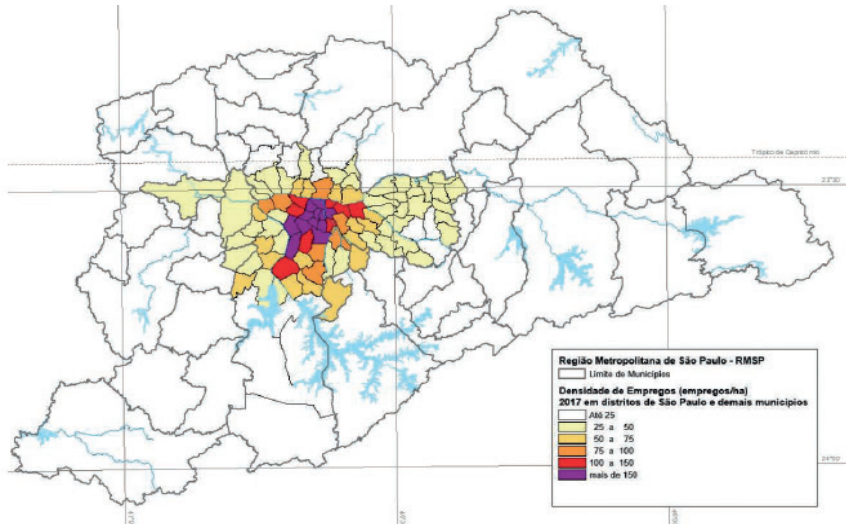 Trópico de Capricórnio
23°30'
Região Metropolitana de São Paulo - RMSP
Limite de Municípios
Densidade de Empregos (empregos/ha)
2017 em distritos de São Paulo e demais municípios
Até 25
25 a 50
50 a 75
75 a 100
100 a 150
mais de 150